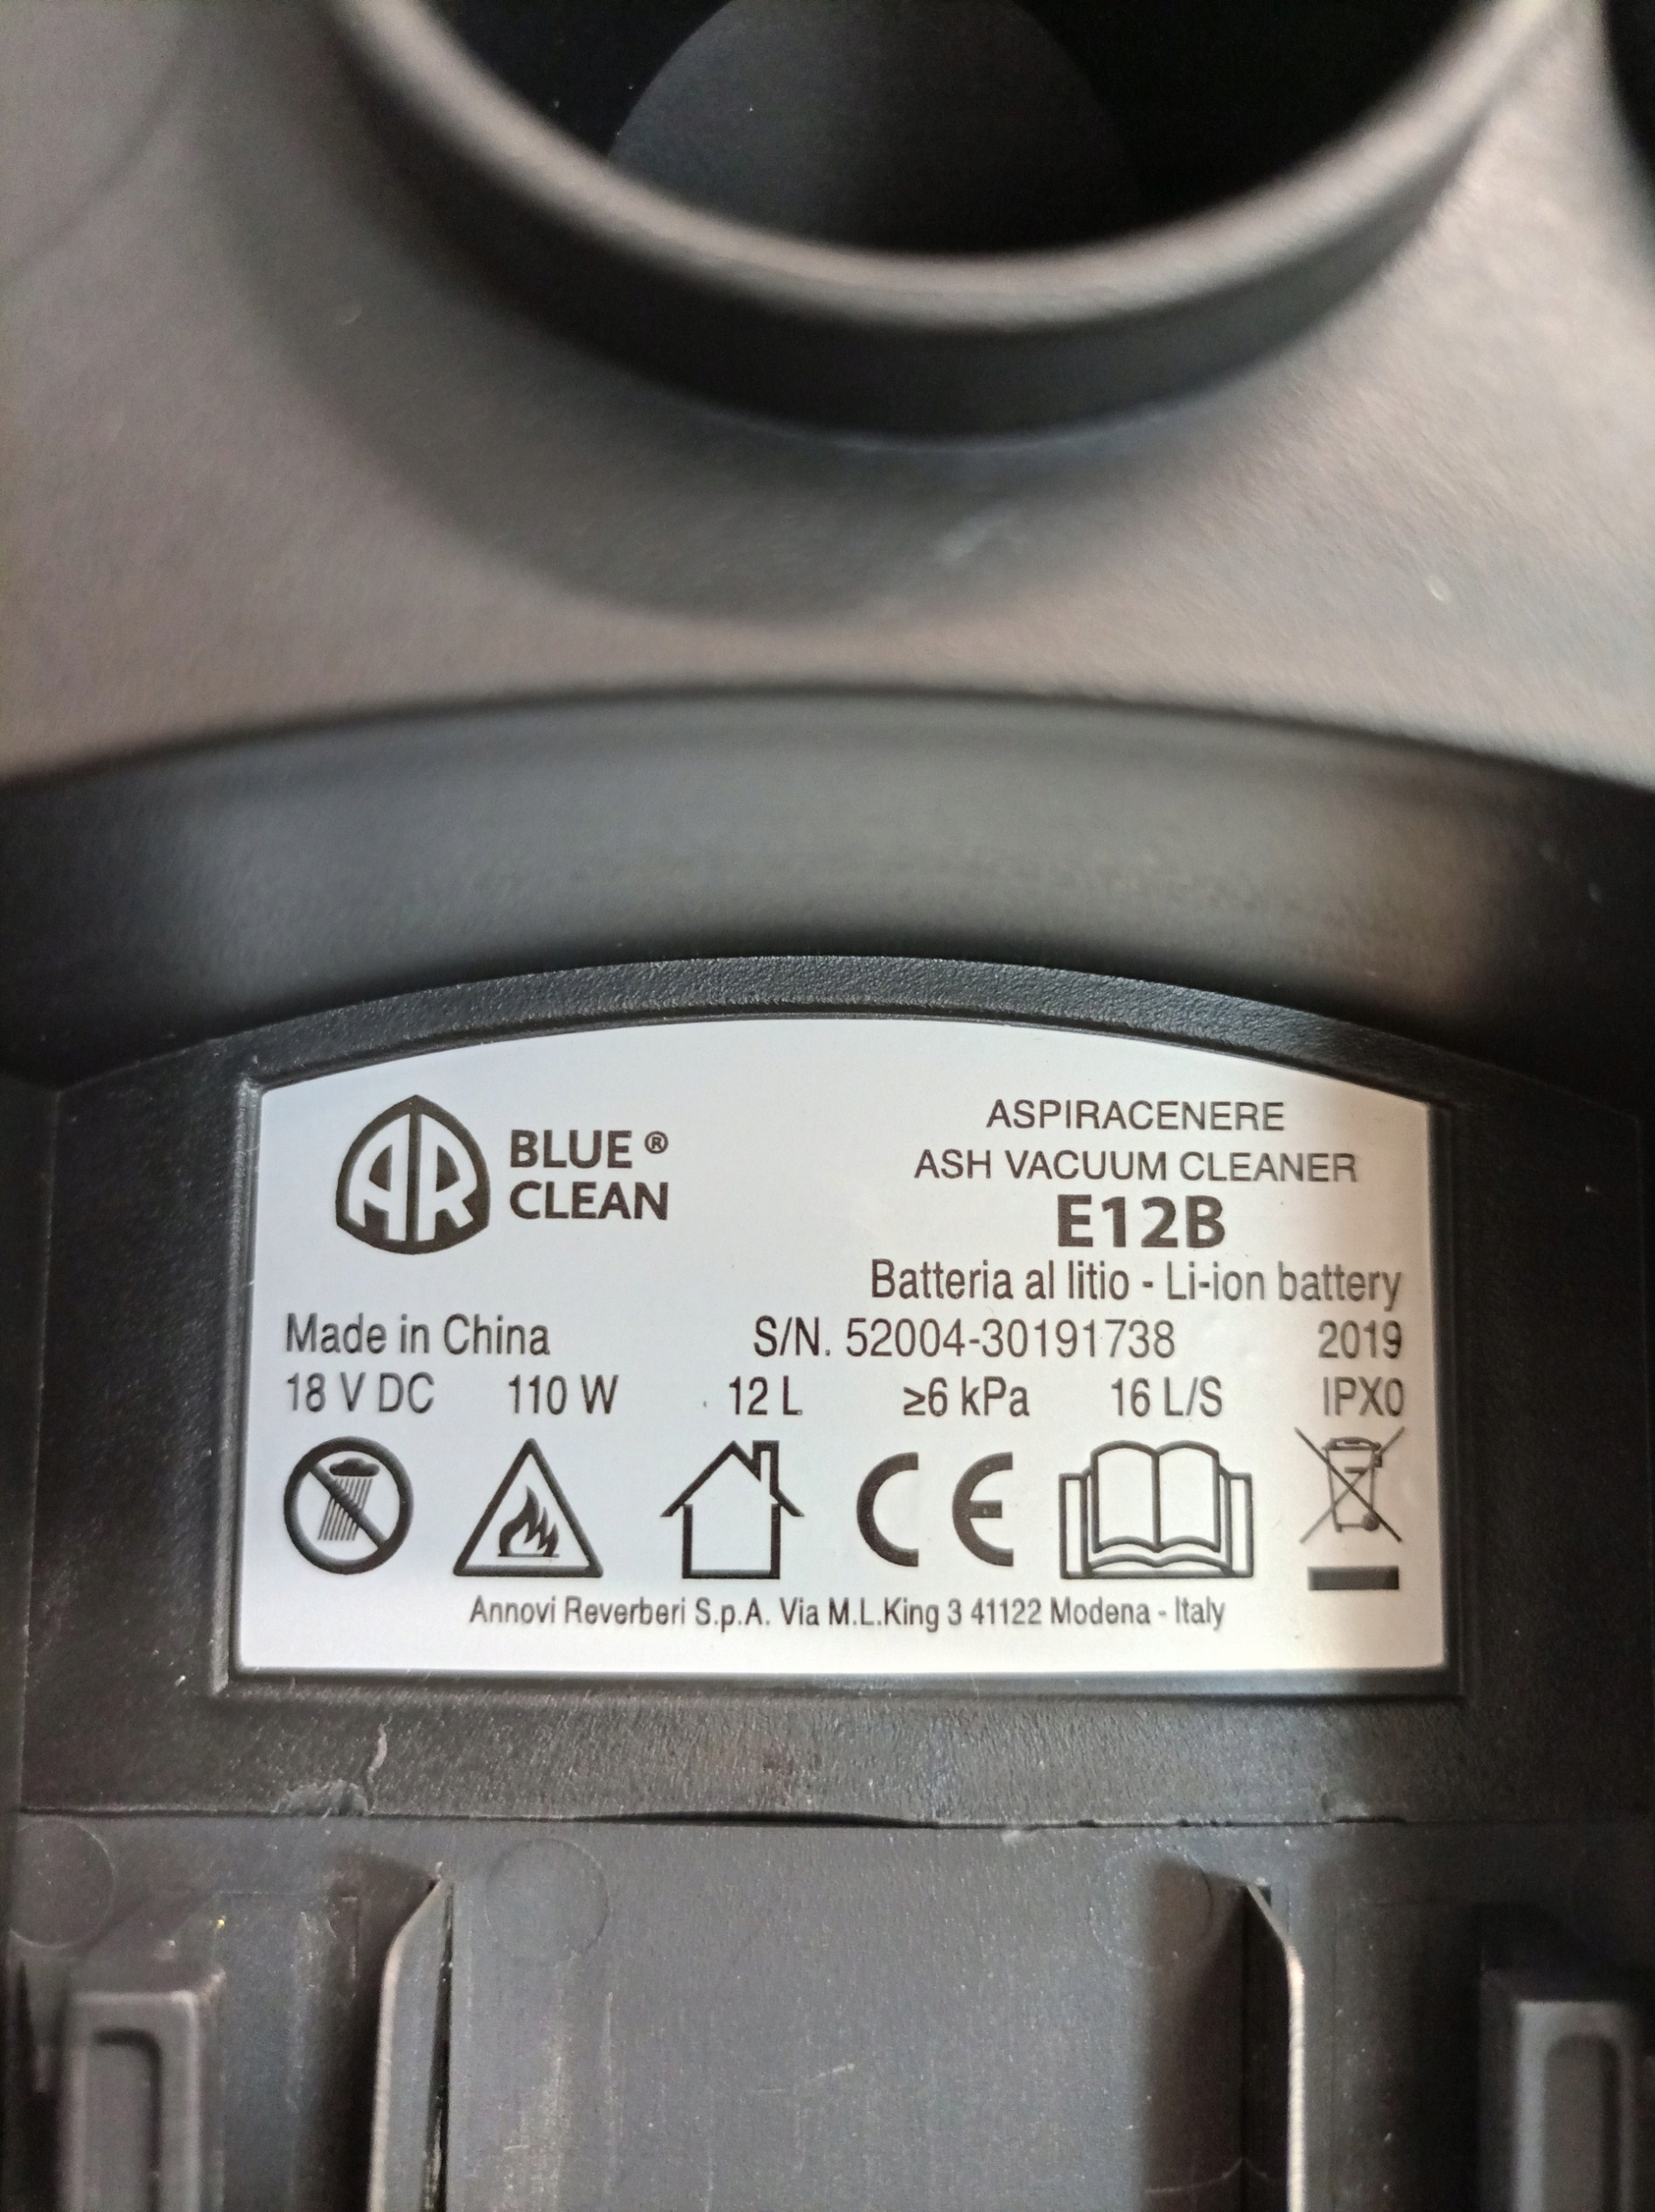 AR BLUE ®
CLEAN
ASPIRACENERE
ASH VACUUM CLEANER
E12B
Batteria al litio - Li-ion battery
Made in China S/N. 52004-30191738 2019
18 V DC 110 W 12 L ≥6 kPa 16 L/S IPX0
CE
Annovi Reverberi S.p.A. Via M.L.King 3 41122 Modena - Italy